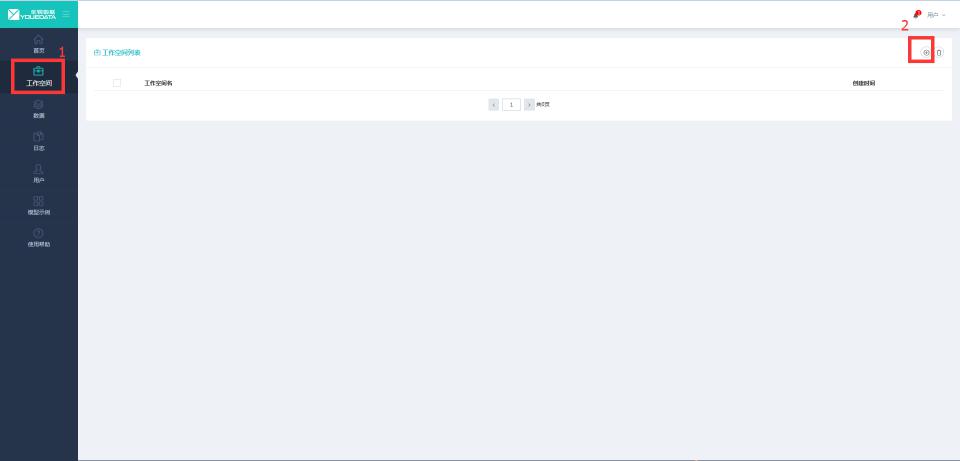 YOUEDATA
2
用户
首页
1
工作空间列表
工作空间
工作空间名
创建时间
数据
1
共0页
日志
用户
模型示例
使用帮助